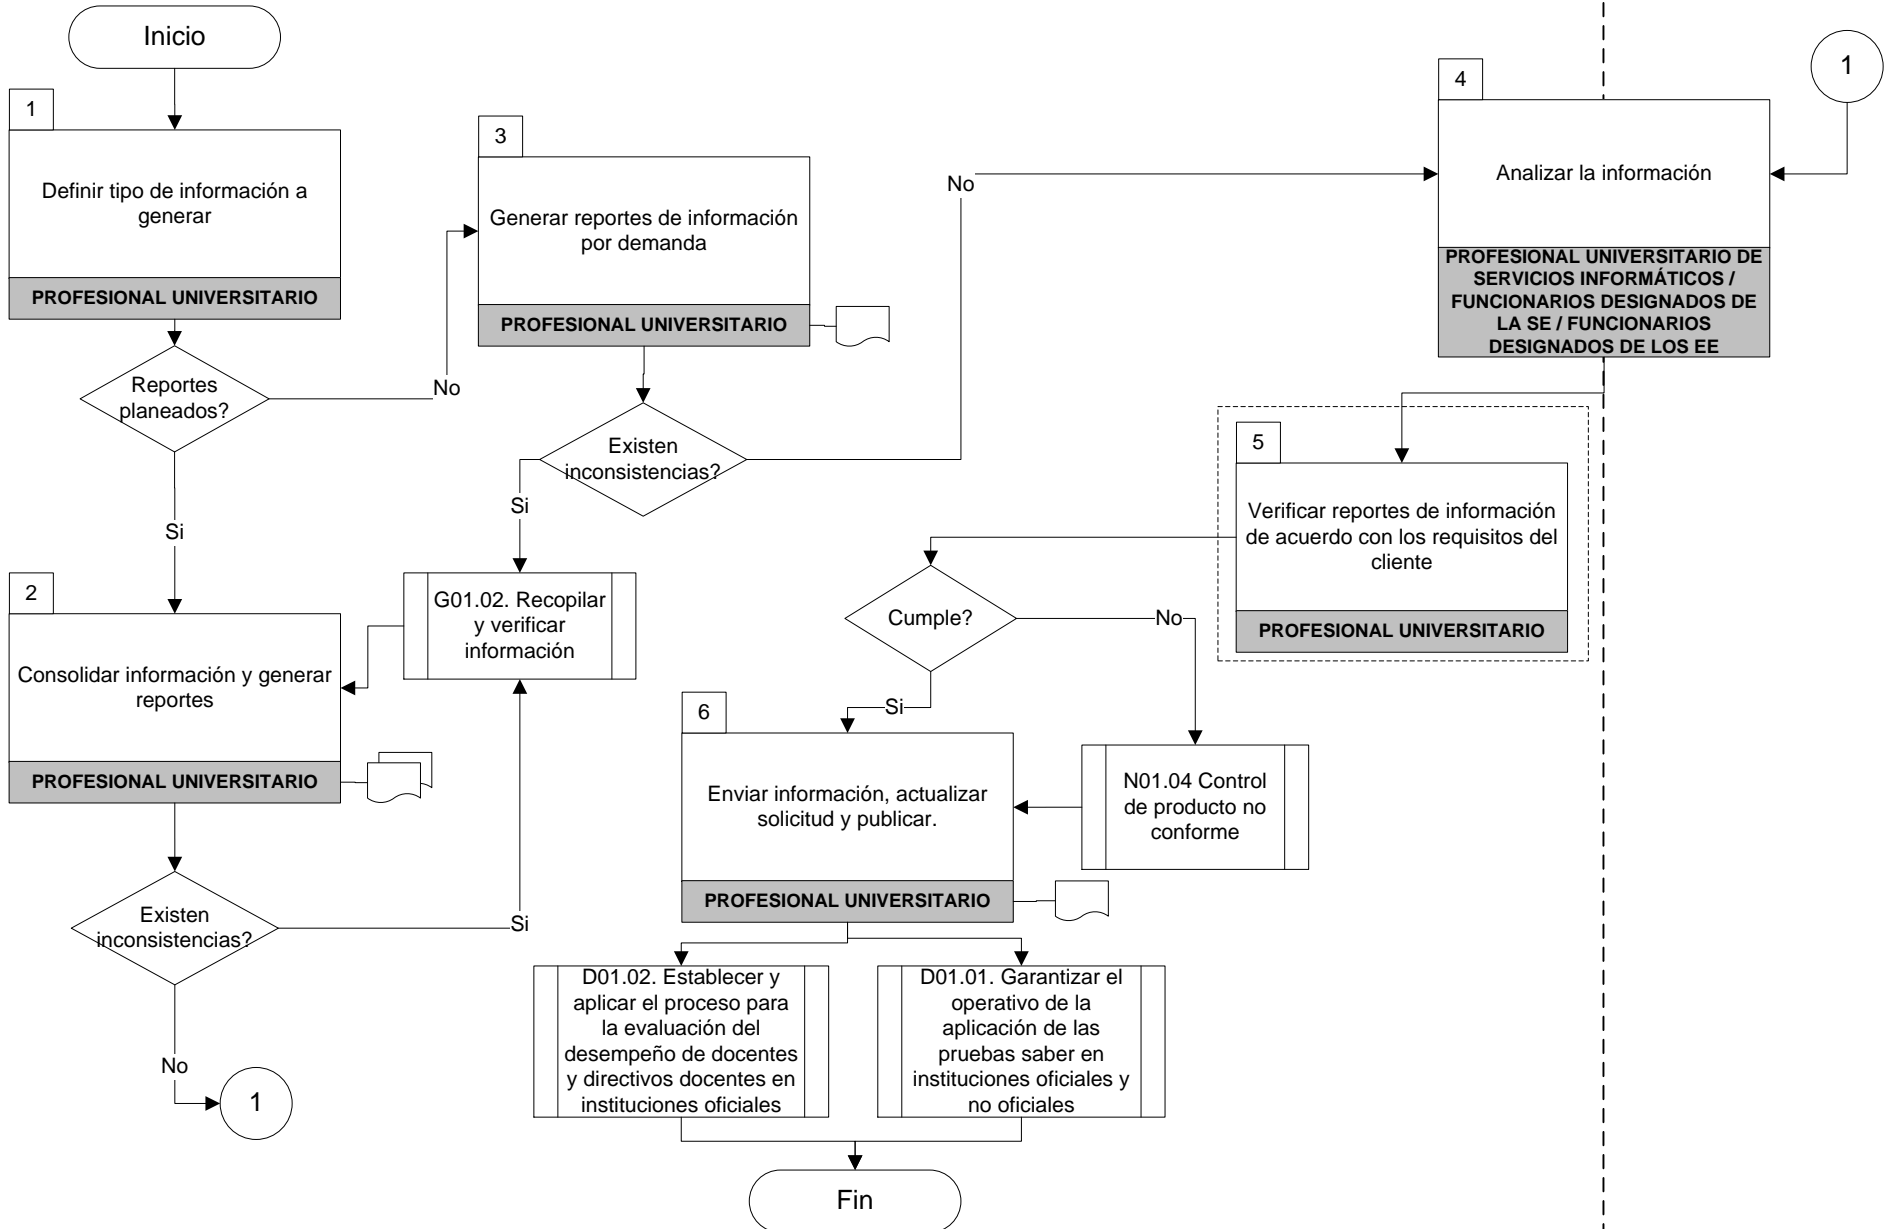 Inicio
1
Definir tipo de información a
generar
PROFESIONAL UNIVERSITARIO
Reportes
planeados?
No
Si
2
Consolidar información y generar
reportes
PROFESIONAL UNIVERSITARIO
Existen
inconsistencias?
Si
No
1
3
Generar reportes de información
por demanda
PROFESIONAL UNIVERSITARIO
Existen
inconsistencias?
Si
No
G01.02. Recopilar
y verificar
información
4
1
Analizar la información
PROFESIONAL UNIVERSITARIO DE
SERVICIOS INFORMÁTICOS /
FUNCIONARIOS DESIGNADOS DE
LA SE / FUNCIONARIOS
DESIGNADOS DE LOS EE
5
Verificar reportes de información
de acuerdo con los requisitos del
cliente
PROFESIONAL UNIVERSITARIO
Cumple?
No
Si
N01.04 Control
de producto no
conforme
6
Enviar información, actualizar
solicitud y publicar.
PROFESIONAL UNIVERSITARIO
D01.02. Establecer y
aplicar el proceso para
la evaluación del
desempeño de docentes
y directivos docentes en
instituciones oficiales
D01.01. Garantizar el
operativo de la
aplicación de las
pruebas saber en
instituciones oficiales y
no oficiales
Fin